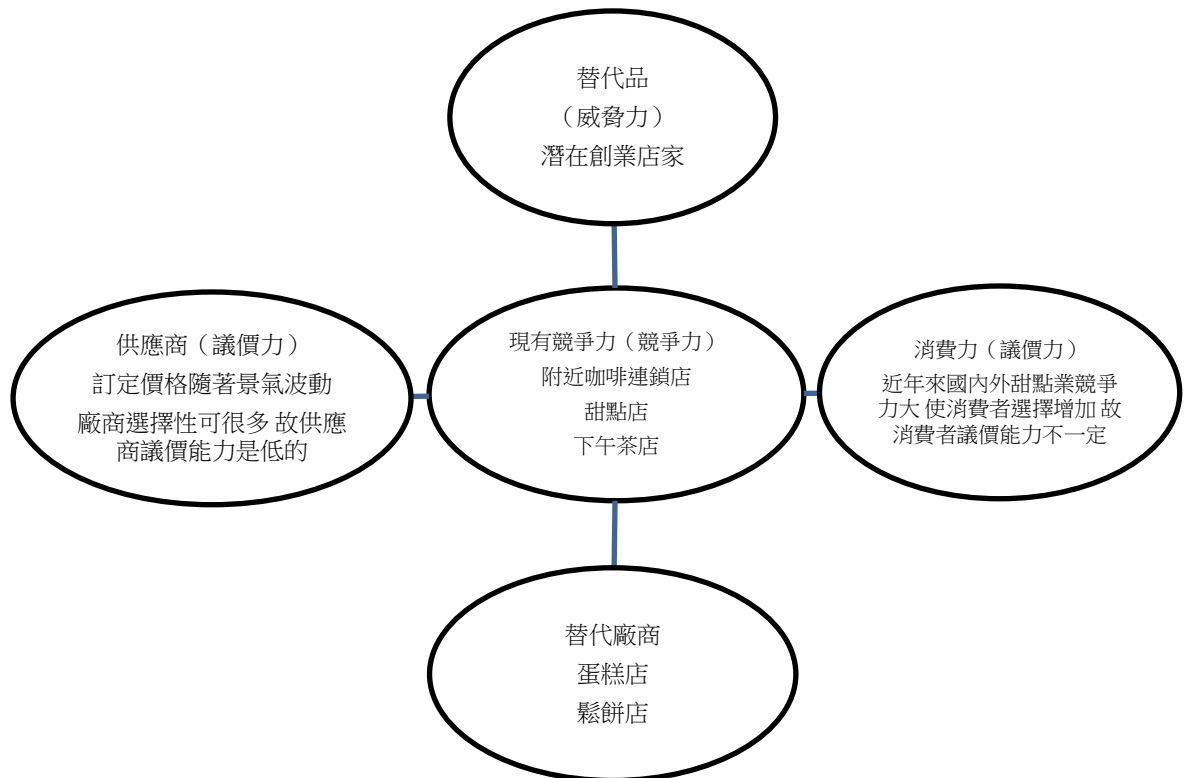 替代品
（威脅力）
潛在創業店家
供應商（議價力）
訂定價格隨著景氣波動
廠商選擇性可很多 故供應
商議價能力是低的
現有競爭力（競爭力）
附近咖啡連鎖店
甜點店
下午茶店
消費力（議價力）
近年來國內外甜點業競爭
力大 使消費者選擇增加 故
消費者議價能力不一定
替代廠商
蛋糕店
鬆餅店